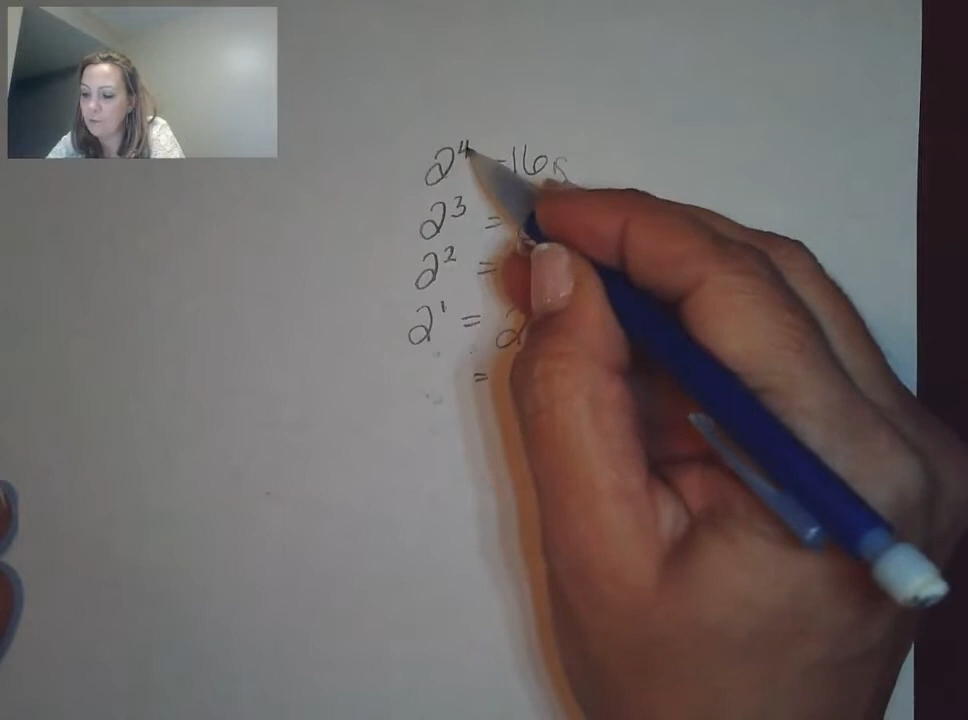 2⁴ =16
2³ =
2² =
2¹ = 2
=